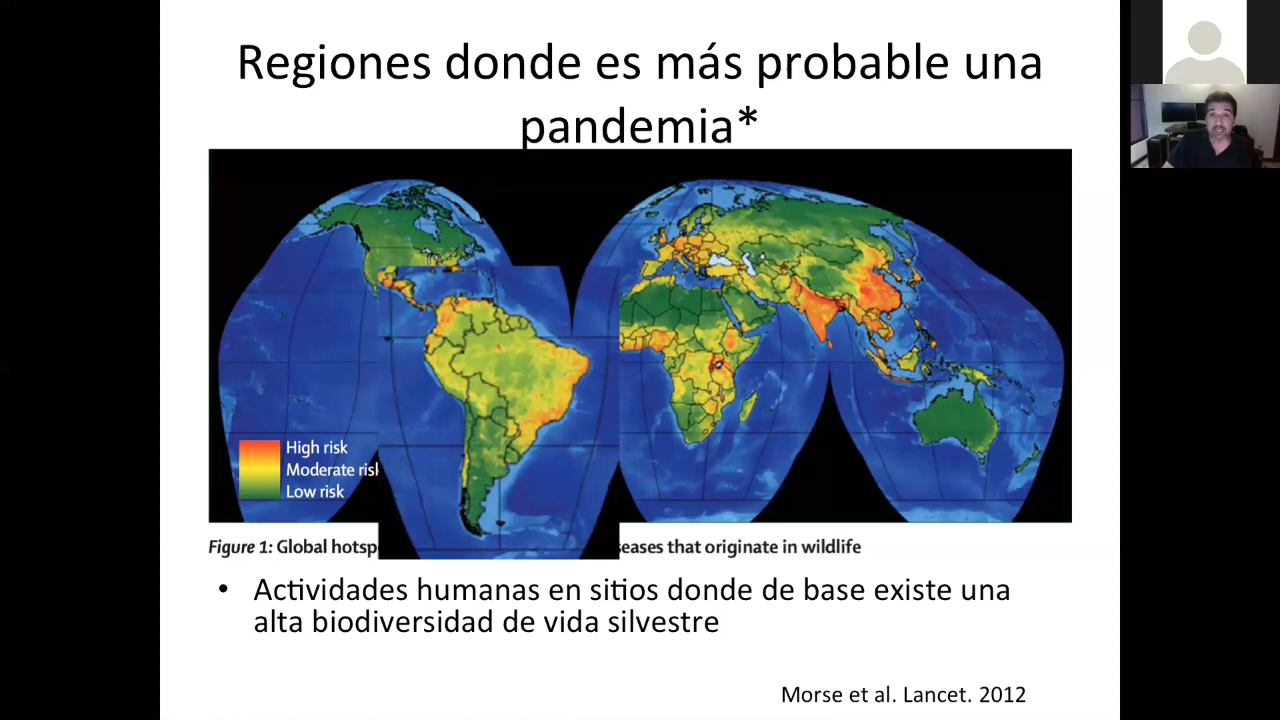 Regiones donde es más probable una
pandemia*
High risk
Moderate risk
Low risk
Figure 1: Global hotsp
seases that originate in wildlife
• Actividades humanas en sitios donde de base existe una
alta biodiversidad de vida silvestre
Morse et al. Lancet. 2012